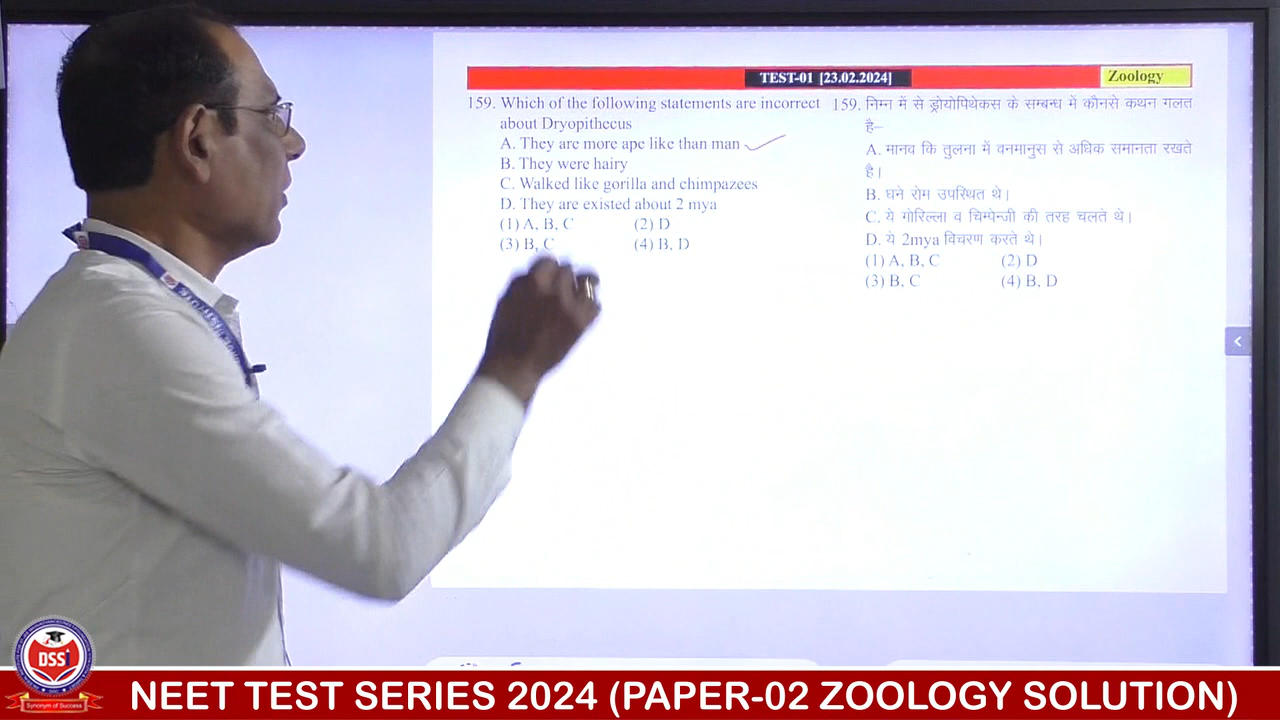 TEST-01 [23.02.2024]
Zoology
159. Which of the following statements are incorrect
about Dryopithecus
A. They are more ape like than man
B. They were hairy
C. Walked like gorilla and chimpazees
D. They are existed about 2 mya
(1) A, B, C (2) D
(3) B, C (4) B, D
159. निम्न में से ड्रोयोपिथेकस के सम्बन्ध में कौनसे कथन गलत
है–
A. मानव कि तुलना में वनमानुस से अधिक समानता रखते
है।
B. घने रोम उपस्थित थे।
C. ये गोरिल्ला व चिम्पेन्जी की तरह चलते थे।
D. ये 2mya विचरण करते थे।
(1) A, B, C (2) D
(3) B, C (4) B, D
DSSI
Synonym of Success
NEET TEST SERIES 2024 (PAPER-02 ZOOLOGY SOLUTION)